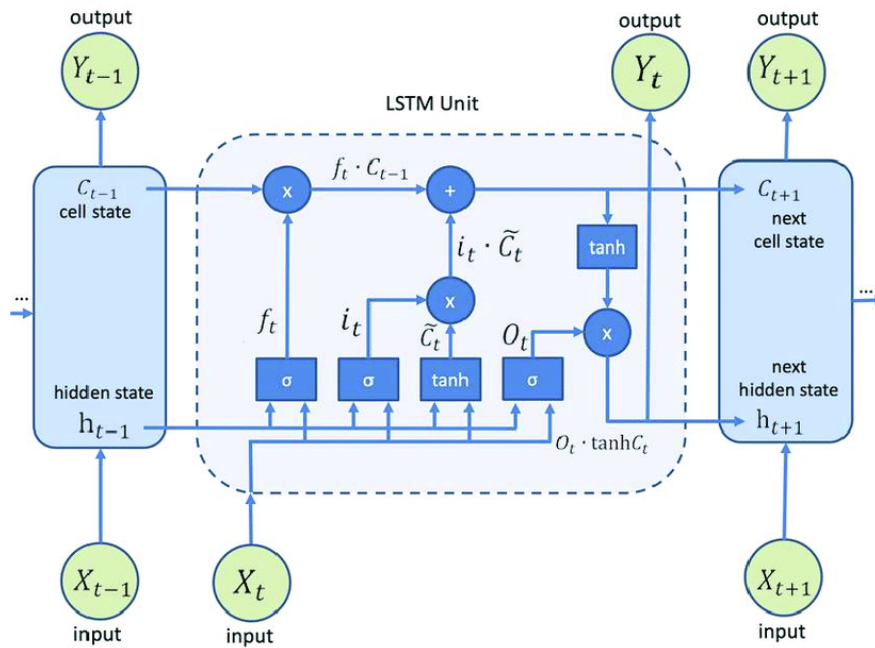 output
output
output
Y_{t−1}
Y_t
Y_{t+1}
LSTM Unit
C_{t−1}
cell state
x
f_t · C_{t−1}
+
C_{t+1}
next
cell state
tanh
i_t · C̃_t
...
...
x
x
f_t
i_t
C̃_t
O_t
σ
σ
tanh
σ
hidden state
h_{t−1}
next
hidden state
h_{t+1}
O_t · tanhC_t
X_{t−1}
X_t
X_{t+1}
input
input
input